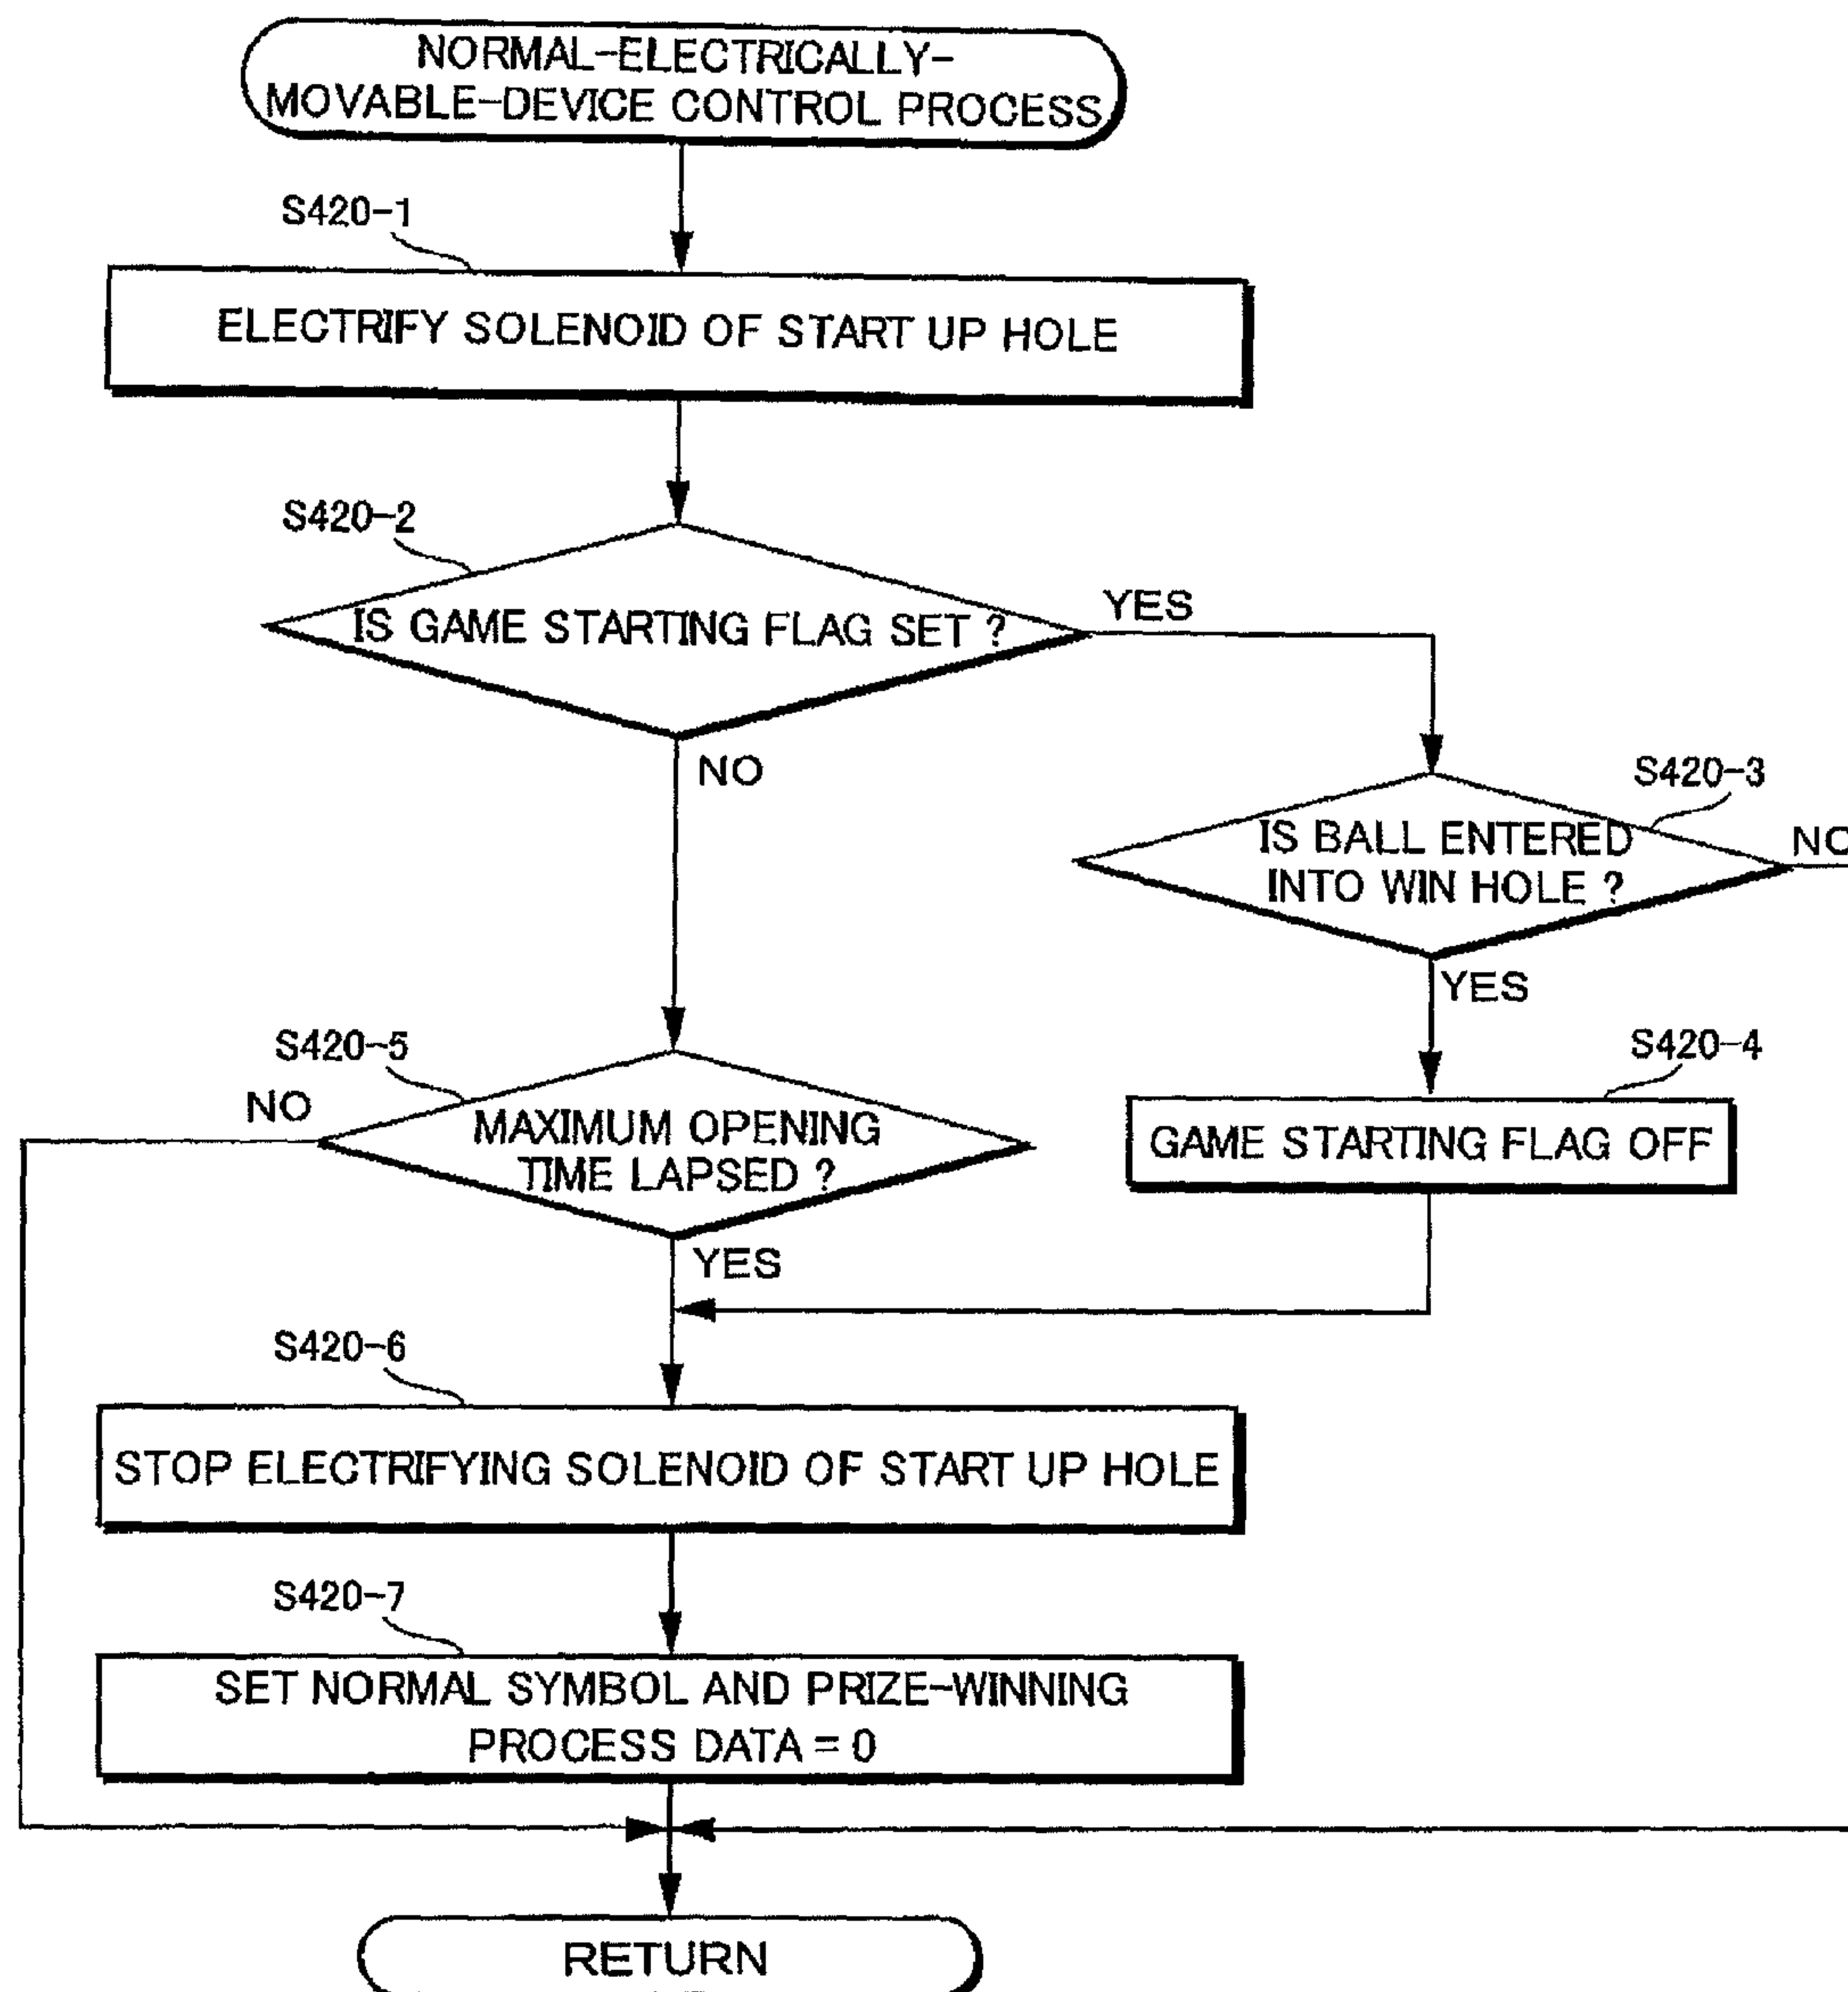 NORMAL-ELECTRICALLY-
MOVABLE-DEVICE CONTROL PROCESS
S420-1
ELECTRIFY SOLENOID OF START UP HOLE
S420-2
IS GAME STARTING FLAG SET ?
YES
NO
S420-3
IS BALL ENTERED
INTO WIN HOLE ?
NO
YES
S420-4
GAME STARTING FLAG OFF
S420-5
NO
MAXIMUM OPENING
TIME LAPSED ?
YES
S420-6
STOP ELECTRIFYING SOLENOID OF START UP HOLE
S420-7
SET NORMAL SYMBOL AND PRIZE-WINNING
PROCESS DATA = 0
RETURN